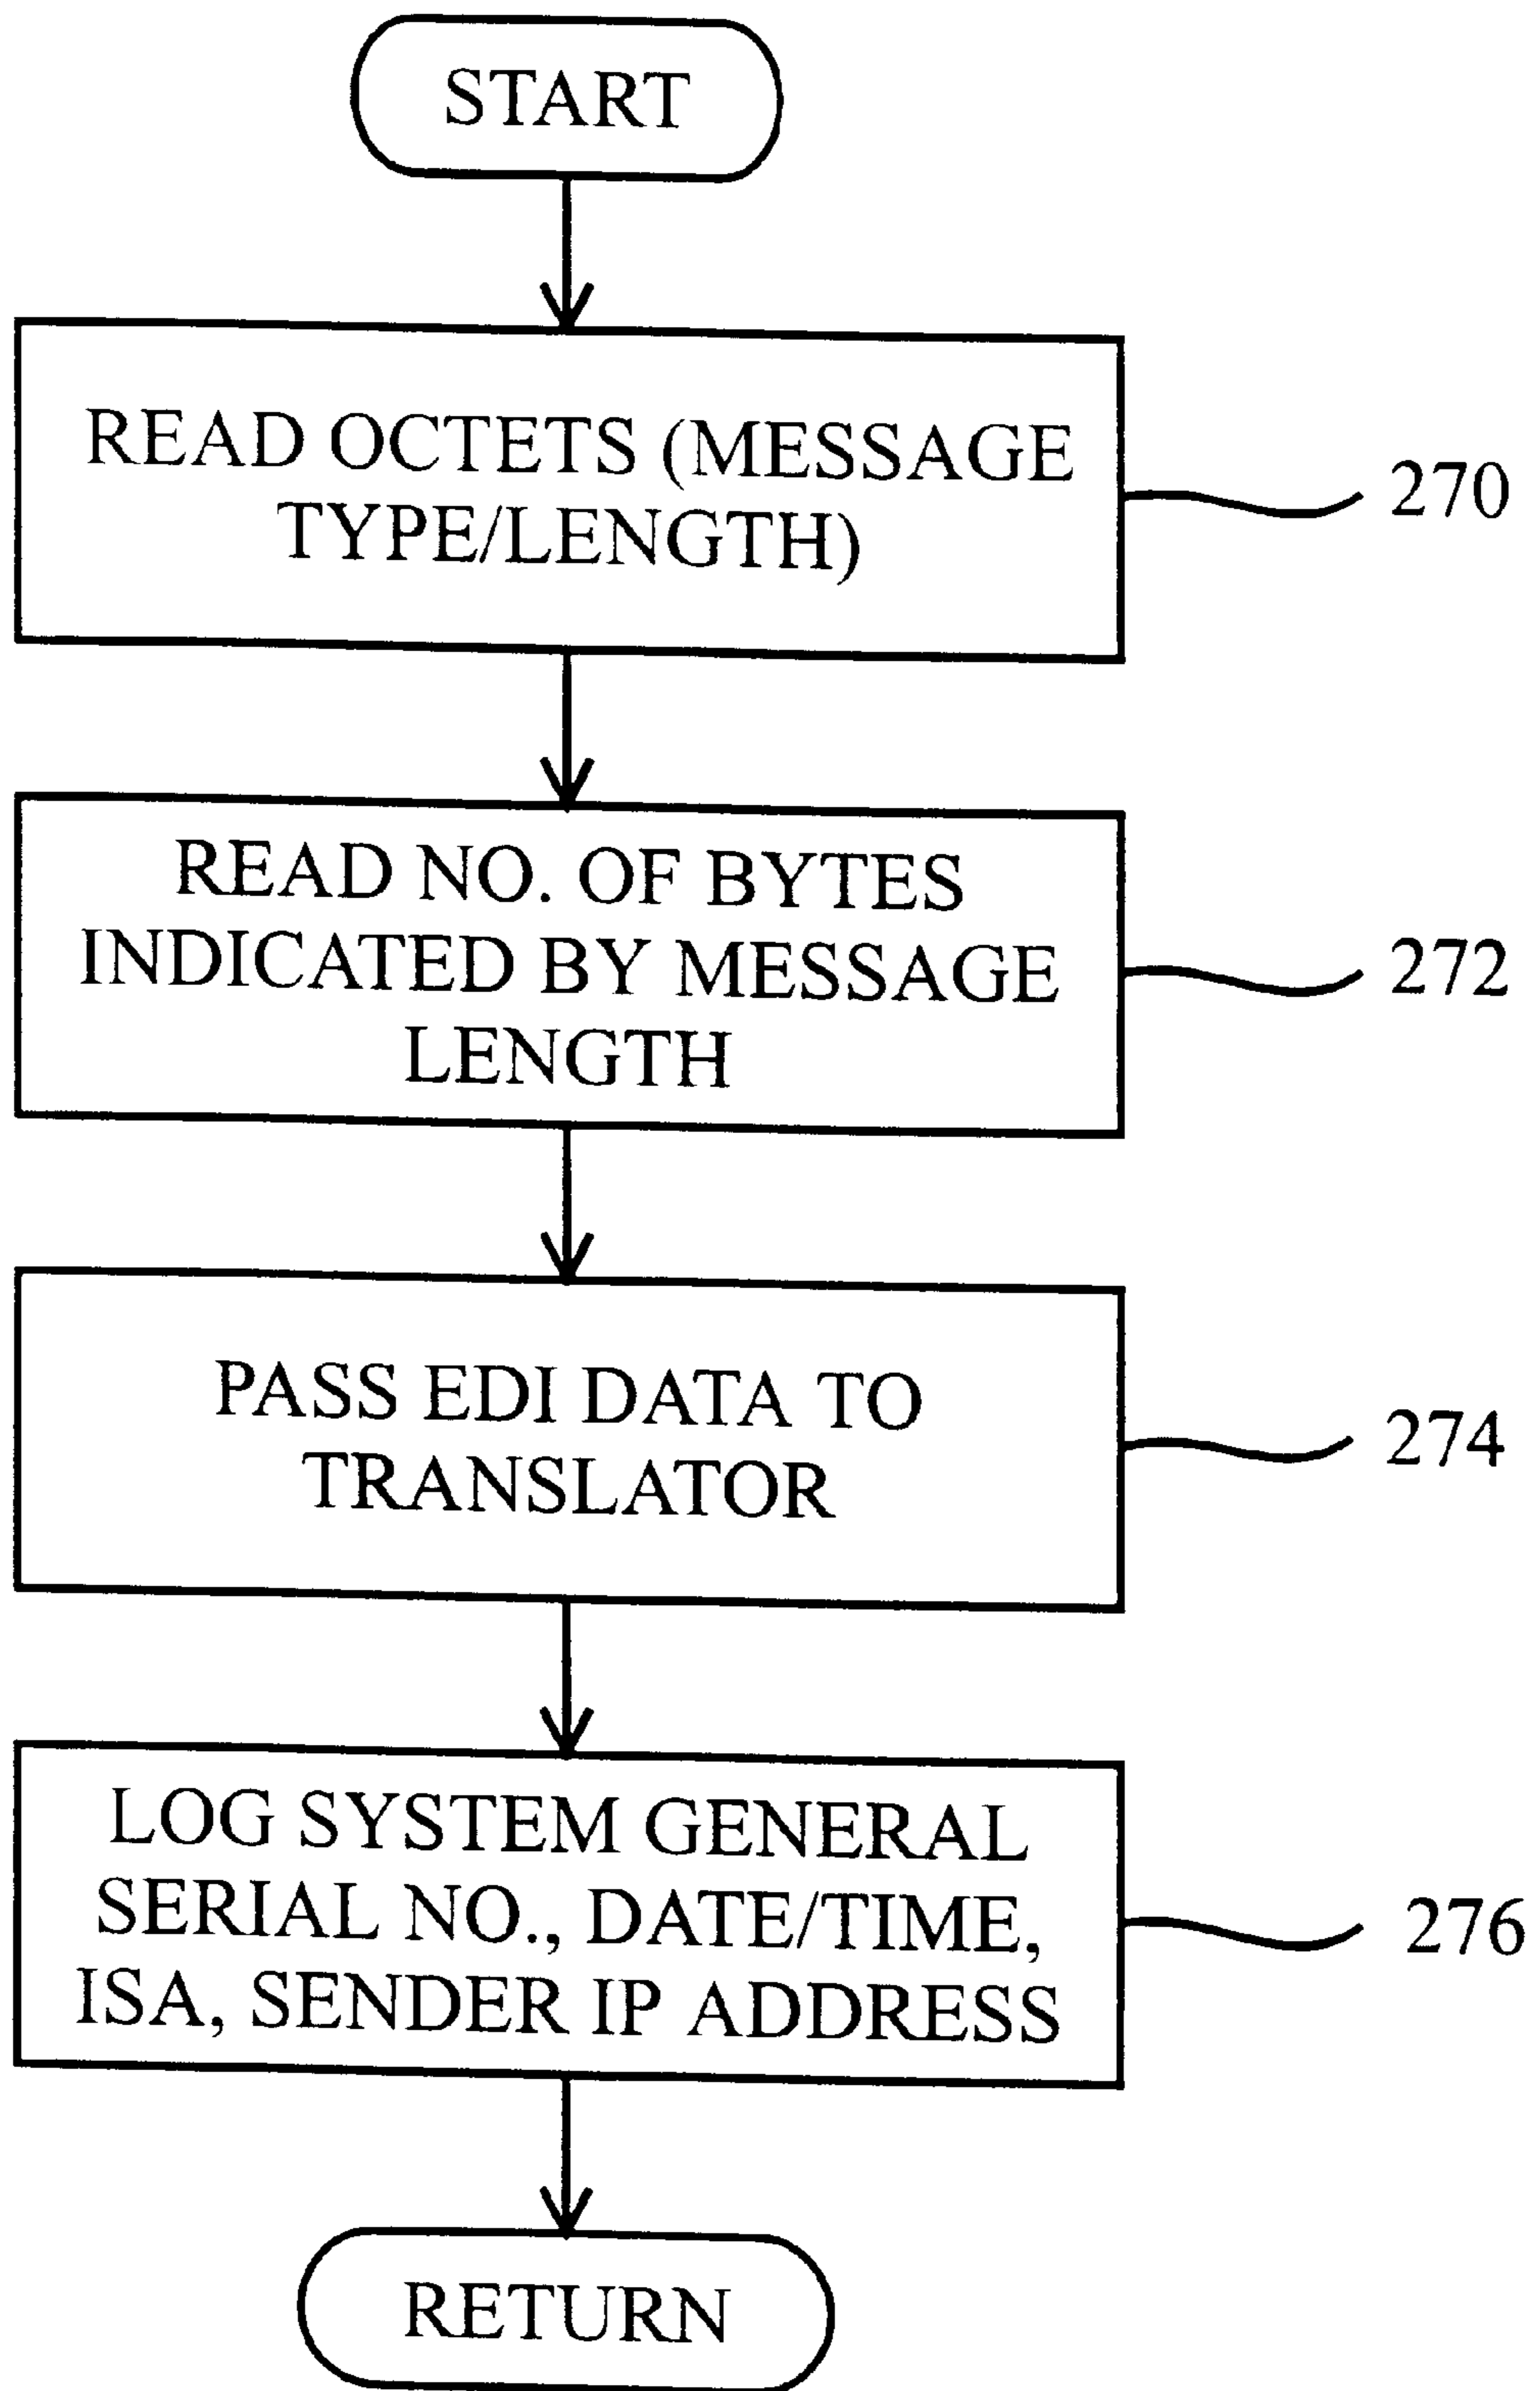 START
READ OCTETS (MESSAGE
TYPE/LENGTH)
270
READ NO. OF BYTES
INDICATED BY MESSAGE
LENGTH
272
PASS EDI DATA TO
TRANSLATOR
274
LOG SYSTEM GENERAL
SERIAL NO., DATE/TIME,
ISA, SENDER IP ADDRESS
276
RETURN